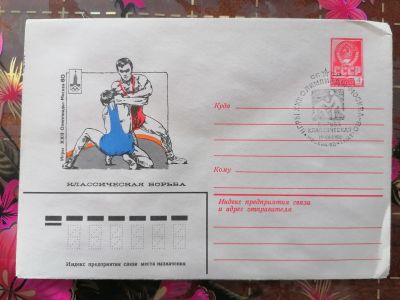 Игры XXII Олимпиады • Москва • 80
КЛАССИЧЕСКАЯ БОРЬБА
Индекс предприятия связи места назначения
СССР
4
Куда
КЛАССИЧЕСКАЯ
Кому
Индекс предприятия связи
и адрес отправителя